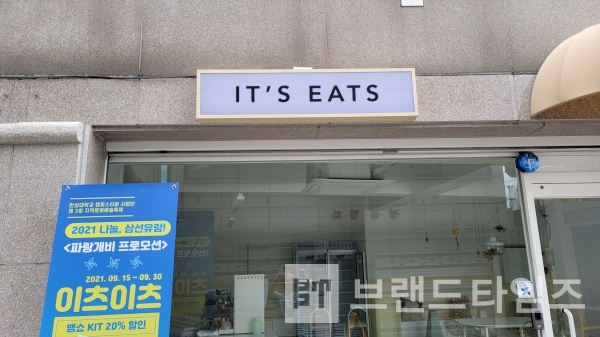 IT'S EATS
한성대학교 캠퍼스타운 사업단
제 3회 지역문화예술축제
2021 나눔, 삼선유랑!
<파랑개비 프로모션>
2021. 09. 15 ~ 09. 30
이츠이츠
뱅쇼 KIT 20% 할인
브랜드타임즈